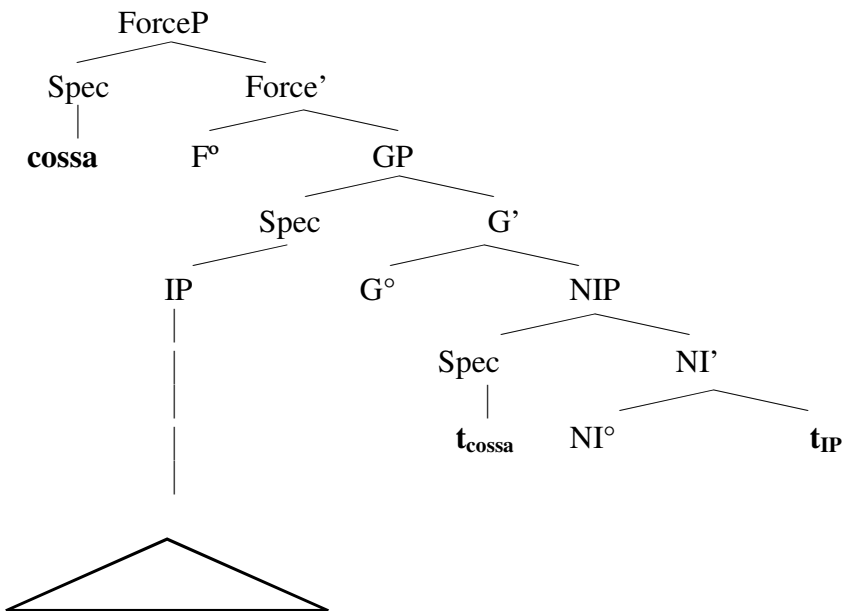 ForceP
Spec Force’
cossa Fº GP
Spec G’
IP G° NIP
Spec NI’
tcossa NI° tIP